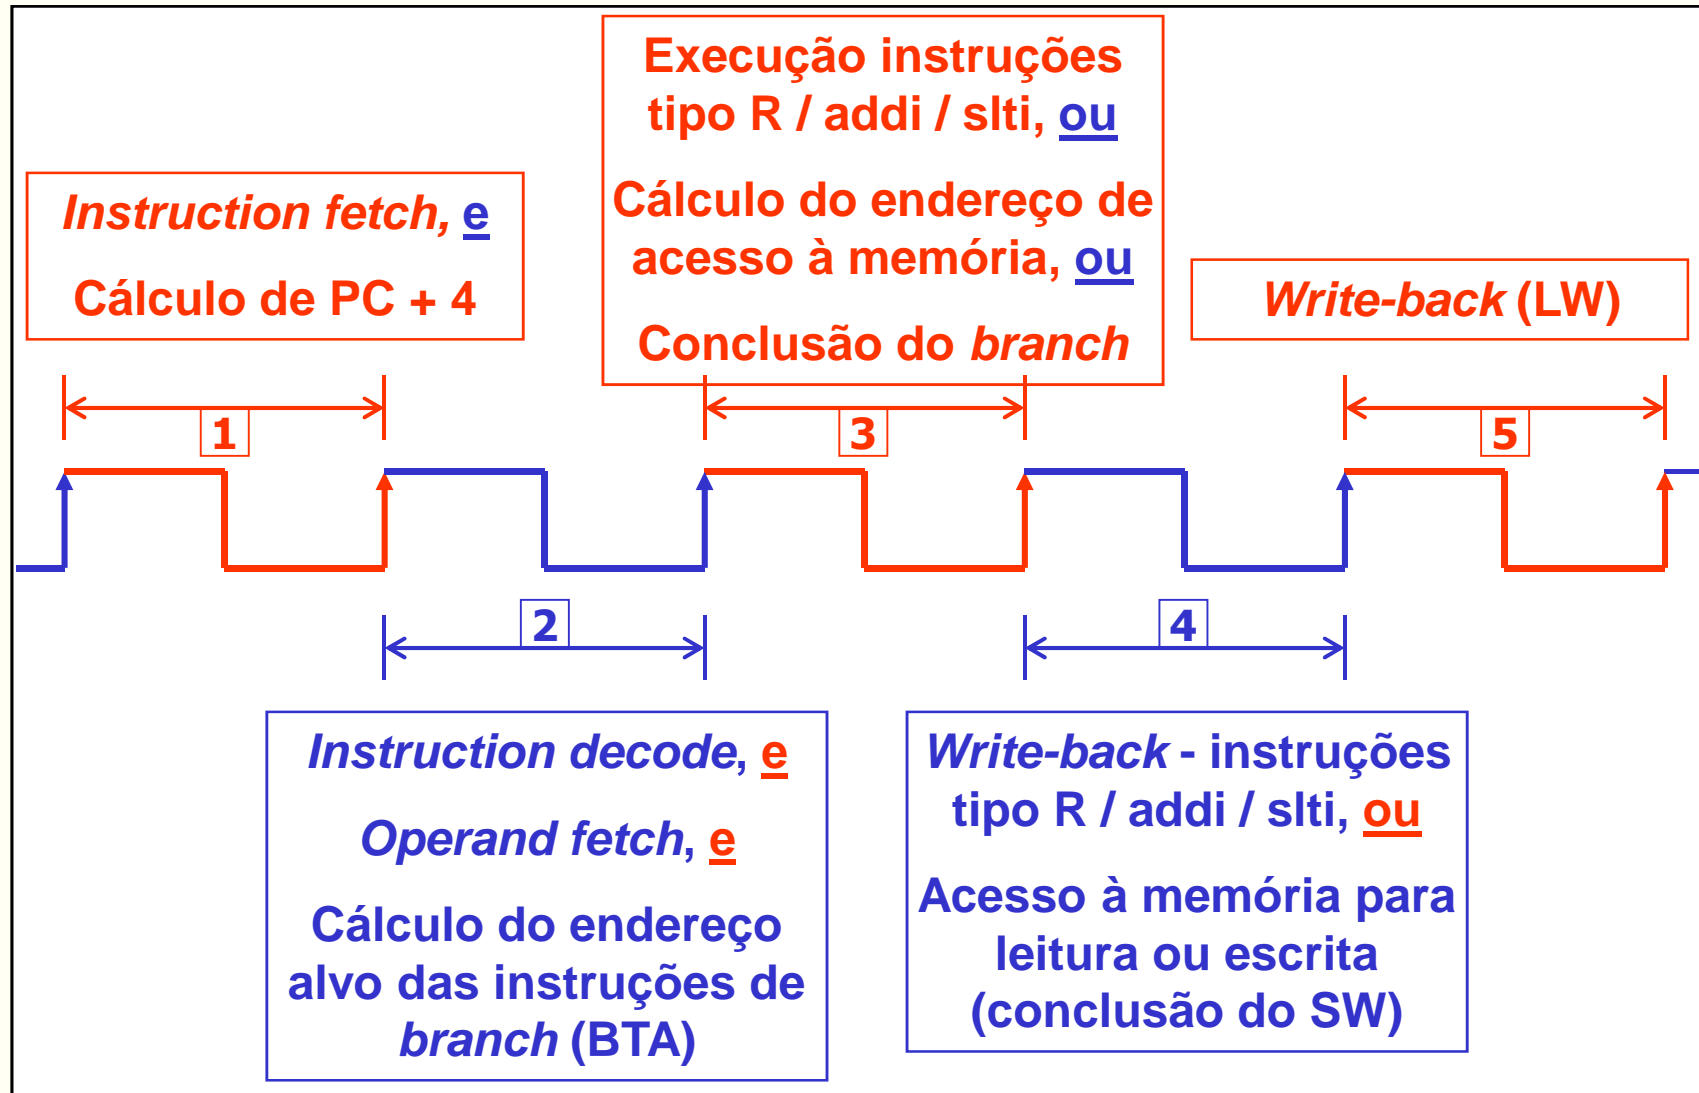 Instruction fetch, e
Cálculo de PC + 4
1
Instruction decode, e
Operand fetch, e
Cálculo do endereço
alvo das instruções de
branch (BTA)
2
Execução instruções
tipo R / addi / slti, ou
Cálculo do endereço de
acesso à memória, ou
Conclusão do branch
3
Write-back - instruções
tipo R / addi / slti, ou
Acesso à memória para
leitura ou escrita
(conclusão do SW)
4
Write-back (LW)
5